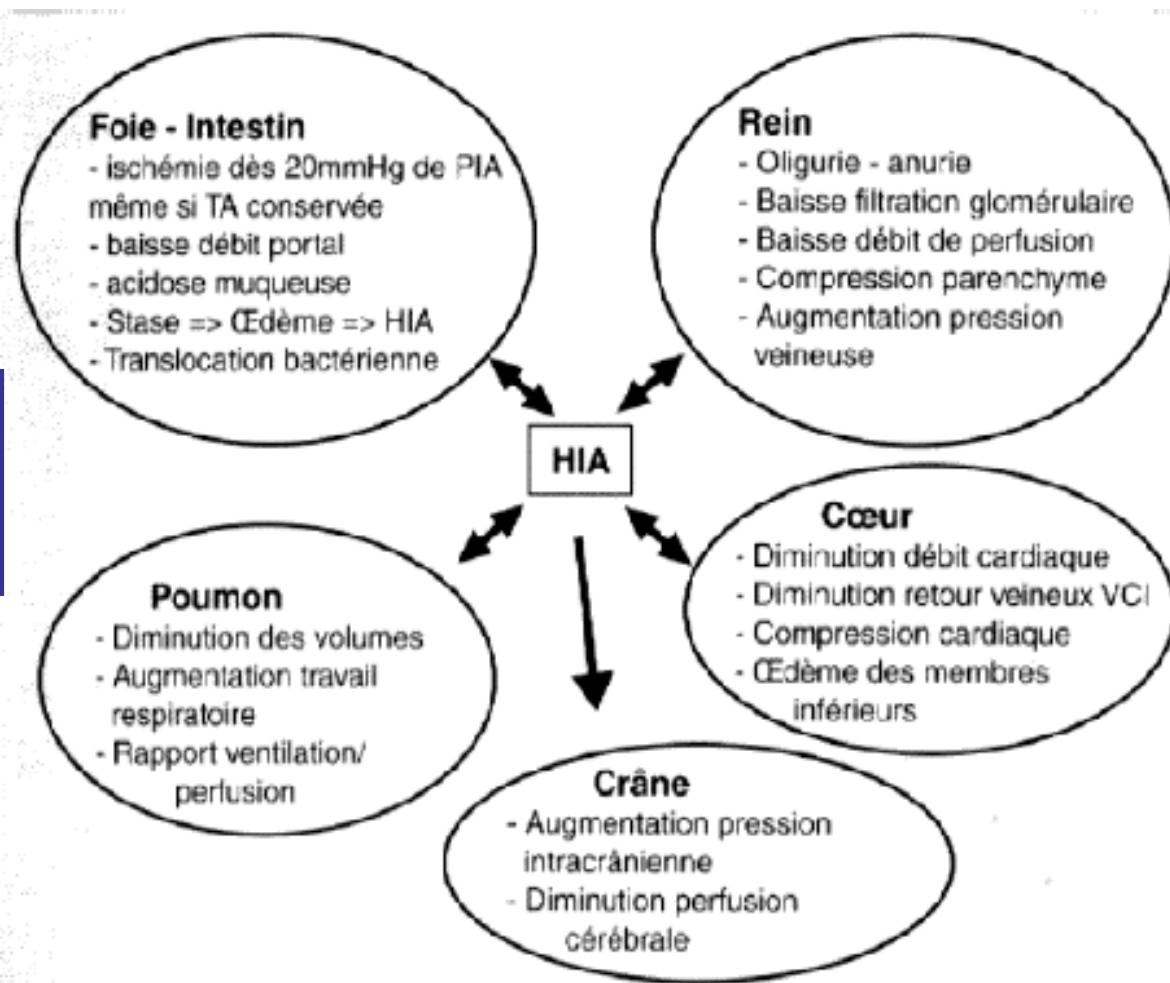 Foie - Intestin
- ischémie dès 20mmHg de PIA
même si TA conservée
- baisse débit portal
- acidose muqueuse
- Stase => Œdème => HIA
- Translocation bactérienne
Rein
- Oligurie - anurie
- Baisse filtration glomérulaire
- Baisse débit de perfusion
- Compression parenchyme
- Augmentation pression
veineuse
HIA
Poumon
- Diminution des volumes
- Augmentation travail
respiratoire
- Rapport ventilation/
perfusion
Cœur
- Diminution débit cardiaque
- Diminution retour veineux VCI
- Compression cardiaque
- Œdème des membres
inférieurs
Crâne
- Augmentation pression
intracrânienne
- Diminution perfusion
cérébrale